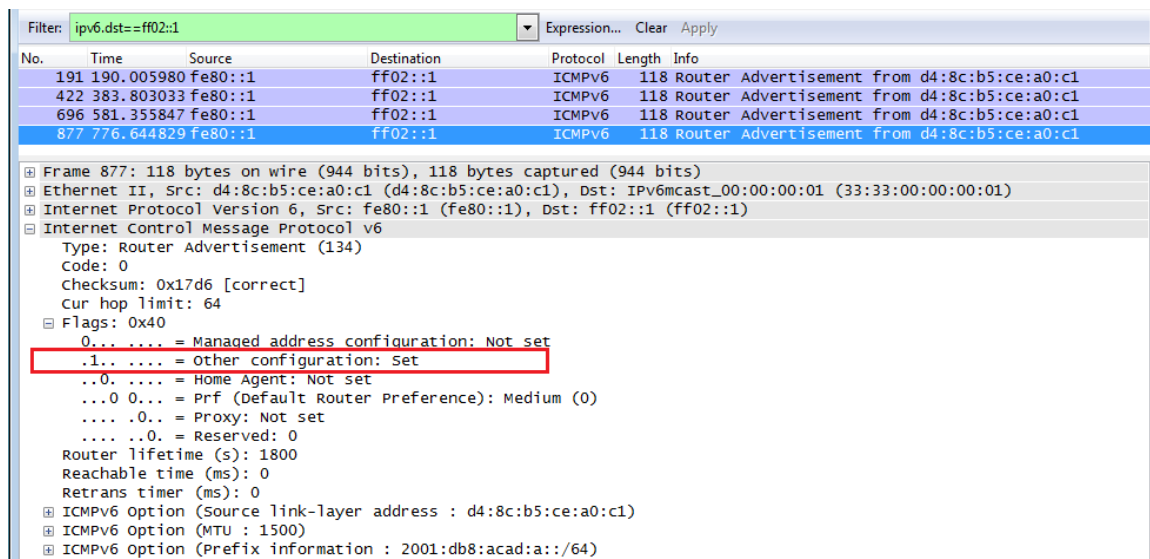 Filter: ipv6.dst==ff02::1 Expression... Clear Apply
No. Time Source Destination Protocol Length Info
191 190.005980 fe80::1 ff02::1 ICMPv6 118 Router Advertisement from d4:8c:b5:ce:a0:c1
422 383.803033 fe80::1 ff02::1 ICMPv6 118 Router Advertisement from d4:8c:b5:ce:a0:c1
696 581.355847 fe80::1 ff02::1 ICMPv6 118 Router Advertisement from d4:8c:b5:ce:a0:c1
877 776.644829 fe80::1 ff02::1 ICMPv6 118 Router Advertisement from d4:8c:b5:ce:a0:c1
Frame 877: 118 bytes on wire (944 bits), 118 bytes captured (944 bits)
Ethernet II, Src: d4:8c:b5:ce:a0:c1 (d4:8c:b5:ce:a0:c1), Dst: IPv6mcast_00:00:00:01 (33:33:00:00:00:01)
Internet Protocol Version 6, Src: fe80::1 (fe80::1), Dst: ff02::1 (ff02::1)
Internet Control Message Protocol v6
Type: Router Advertisement (134)
Code: 0
Checksum: 0x17d6 [correct]
Cur hop limit: 64
Flags: 0x40
0... .... = Managed address configuration: Not set
.1.. .... = Other configuration: Set
..0. .... = Home Agent: Not set
...0 0... = Prf (Default Router Preference): Medium (0)
.... .0.. = Proxy: Not set
.... ..0. = Reserved: 0
Router lifetime (s): 1800
Reachable time (ms): 0
Retrans timer (ms): 0
ICMPv6 Option (Source link-layer address : d4:8c:b5:ce:a0:c1)
ICMPv6 Option (MTU : 1500)
ICMPv6 Option (Prefix information : 2001:db8:acad:a::/64)